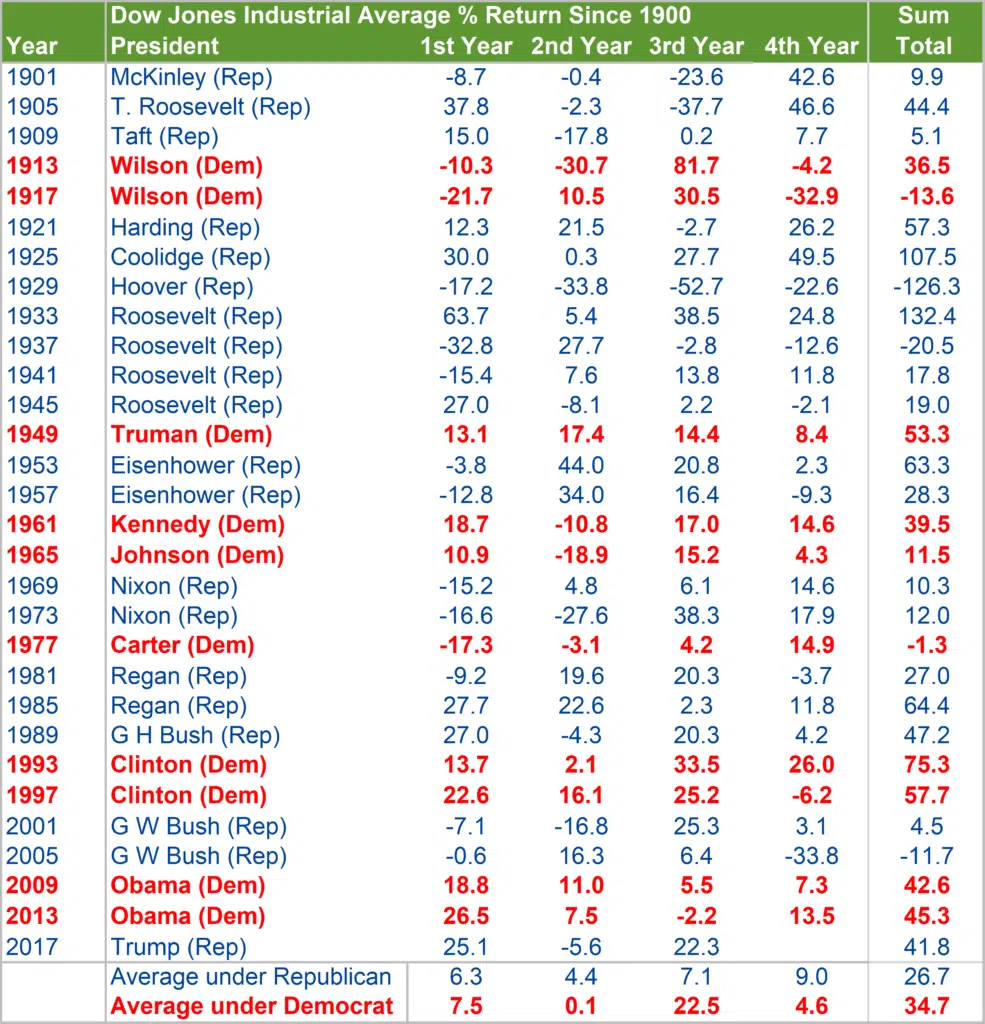 Dow Jones Industrial Average % Return Since 1900 Sum
Year President 1st Year 2nd Year 3rd Year 4th Year Total
1901 McKinley (Rep) -8.7 -0.4 -23.6 42.6 9.9
1905 T. Roosevelt (Rep) 37.8 -2.3 -37.7 46.6 44.4
1909 Taft (Rep) 15.0 -17.8 0.2 7.7 5.1
1913 Wilson (Dem) -10.3 -30.7 81.7 -4.2 36.5
1917 Wilson (Dem) -21.7 10.5 30.5 -32.9 -13.6
1921 Harding (Rep) 12.3 21.5 -2.7 26.2 57.3
1925 Coolidge (Rep) 30.0 0.3 27.7 49.5 107.5
1929 Hoover (Rep) -17.2 -33.8 -52.7 -22.6 -126.3
1933 Roosevelt (Rep) 63.7 5.4 38.5 24.8 132.4
1937 Roosevelt (Rep) -32.8 27.7 -2.8 -12.6 -20.5
1941 Roosevelt (Rep) -15.4 7.6 13.8 11.8 17.8
1945 Roosevelt (Rep) 27.0 -8.1 2.2 -2.1 19.0
1949 Truman (Dem) 13.1 17.4 14.4 8.4 53.3
1953 Eisenhower (Rep) -3.8 44.0 20.8 2.3 63.3
1957 Eisenhower (Rep) -12.8 34.0 16.4 -9.3 28.3
1961 Kennedy (Dem) 18.7 -10.8 17.0 14.6 39.5
1965 Johnson (Dem) 10.9 -18.9 15.2 4.3 11.5
1969 Nixon (Rep) -15.2 4.8 6.1 14.6 10.3
1973 Nixon (Rep) -16.6 -27.6 38.3 17.9 12.0
1977 Carter (Dem) -17.3 -3.1 4.2 14.9 -1.3
1981 Regan (Rep) -9.2 19.6 20.3 -3.7 27.0
1985 Regan (Rep) 27.7 22.6 2.3 11.8 64.4
1989 G H Bush (Rep) 27.0 -4.3 20.3 4.2 47.2
1993 Clinton (Dem) 13.7 2.1 33.5 26.0 75.3
1997 Clinton (Dem) 22.6 16.1 25.2 -6.2 57.7
2001 G W Bush (Rep) -7.1 -16.8 25.3 3.1 4.5
2005 G W Bush (Rep) -0.6 16.3 6.4 -33.8 -11.7
2009 Obama (Dem) 18.8 11.0 5.5 7.3 42.6
2013 Obama (Dem) 26.5 7.5 -2.2 13.5 45.3
2017 Trump (Rep) 25.1 -5.6 22.3 41.8
Average under Republican 6.3 4.4 7.1 9.0 26.7
Average under Democrat 7.5 0.1 22.5 4.6 34.7